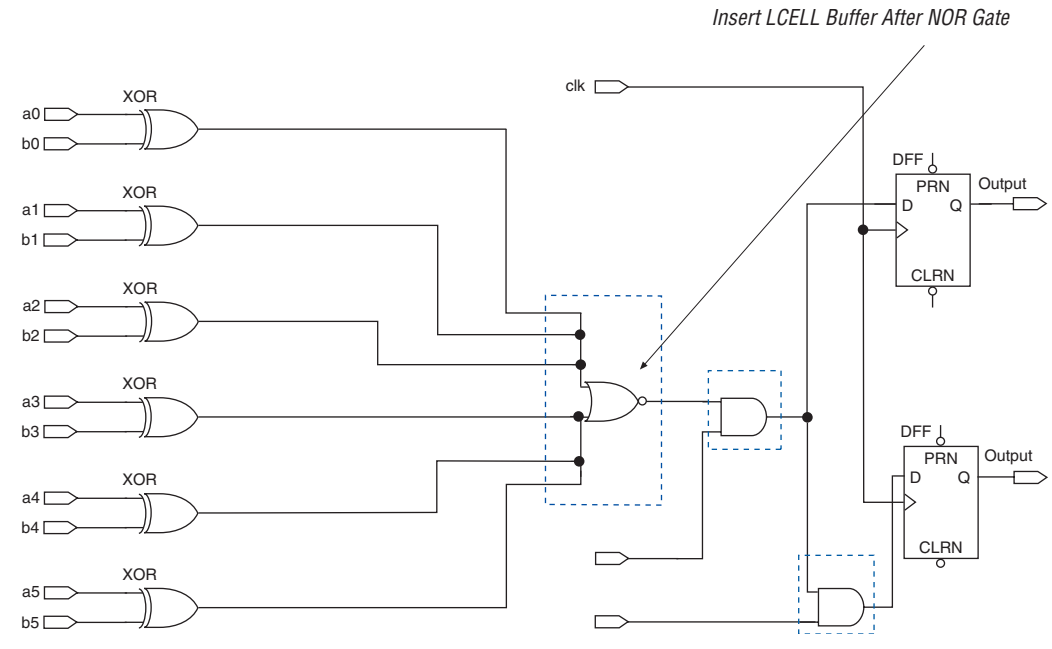 Insert LCELL Buffer After NOR Gate
clk
XOR
a0
b0
XOR
a1
b1
XOR
a2
b2
XOR
a3
b3
XOR
a4
b4
XOR
a5
b5
DFF
PRN
D
Q
CLRN
Output
DFF
PRN
D
Q
CLRN
Output